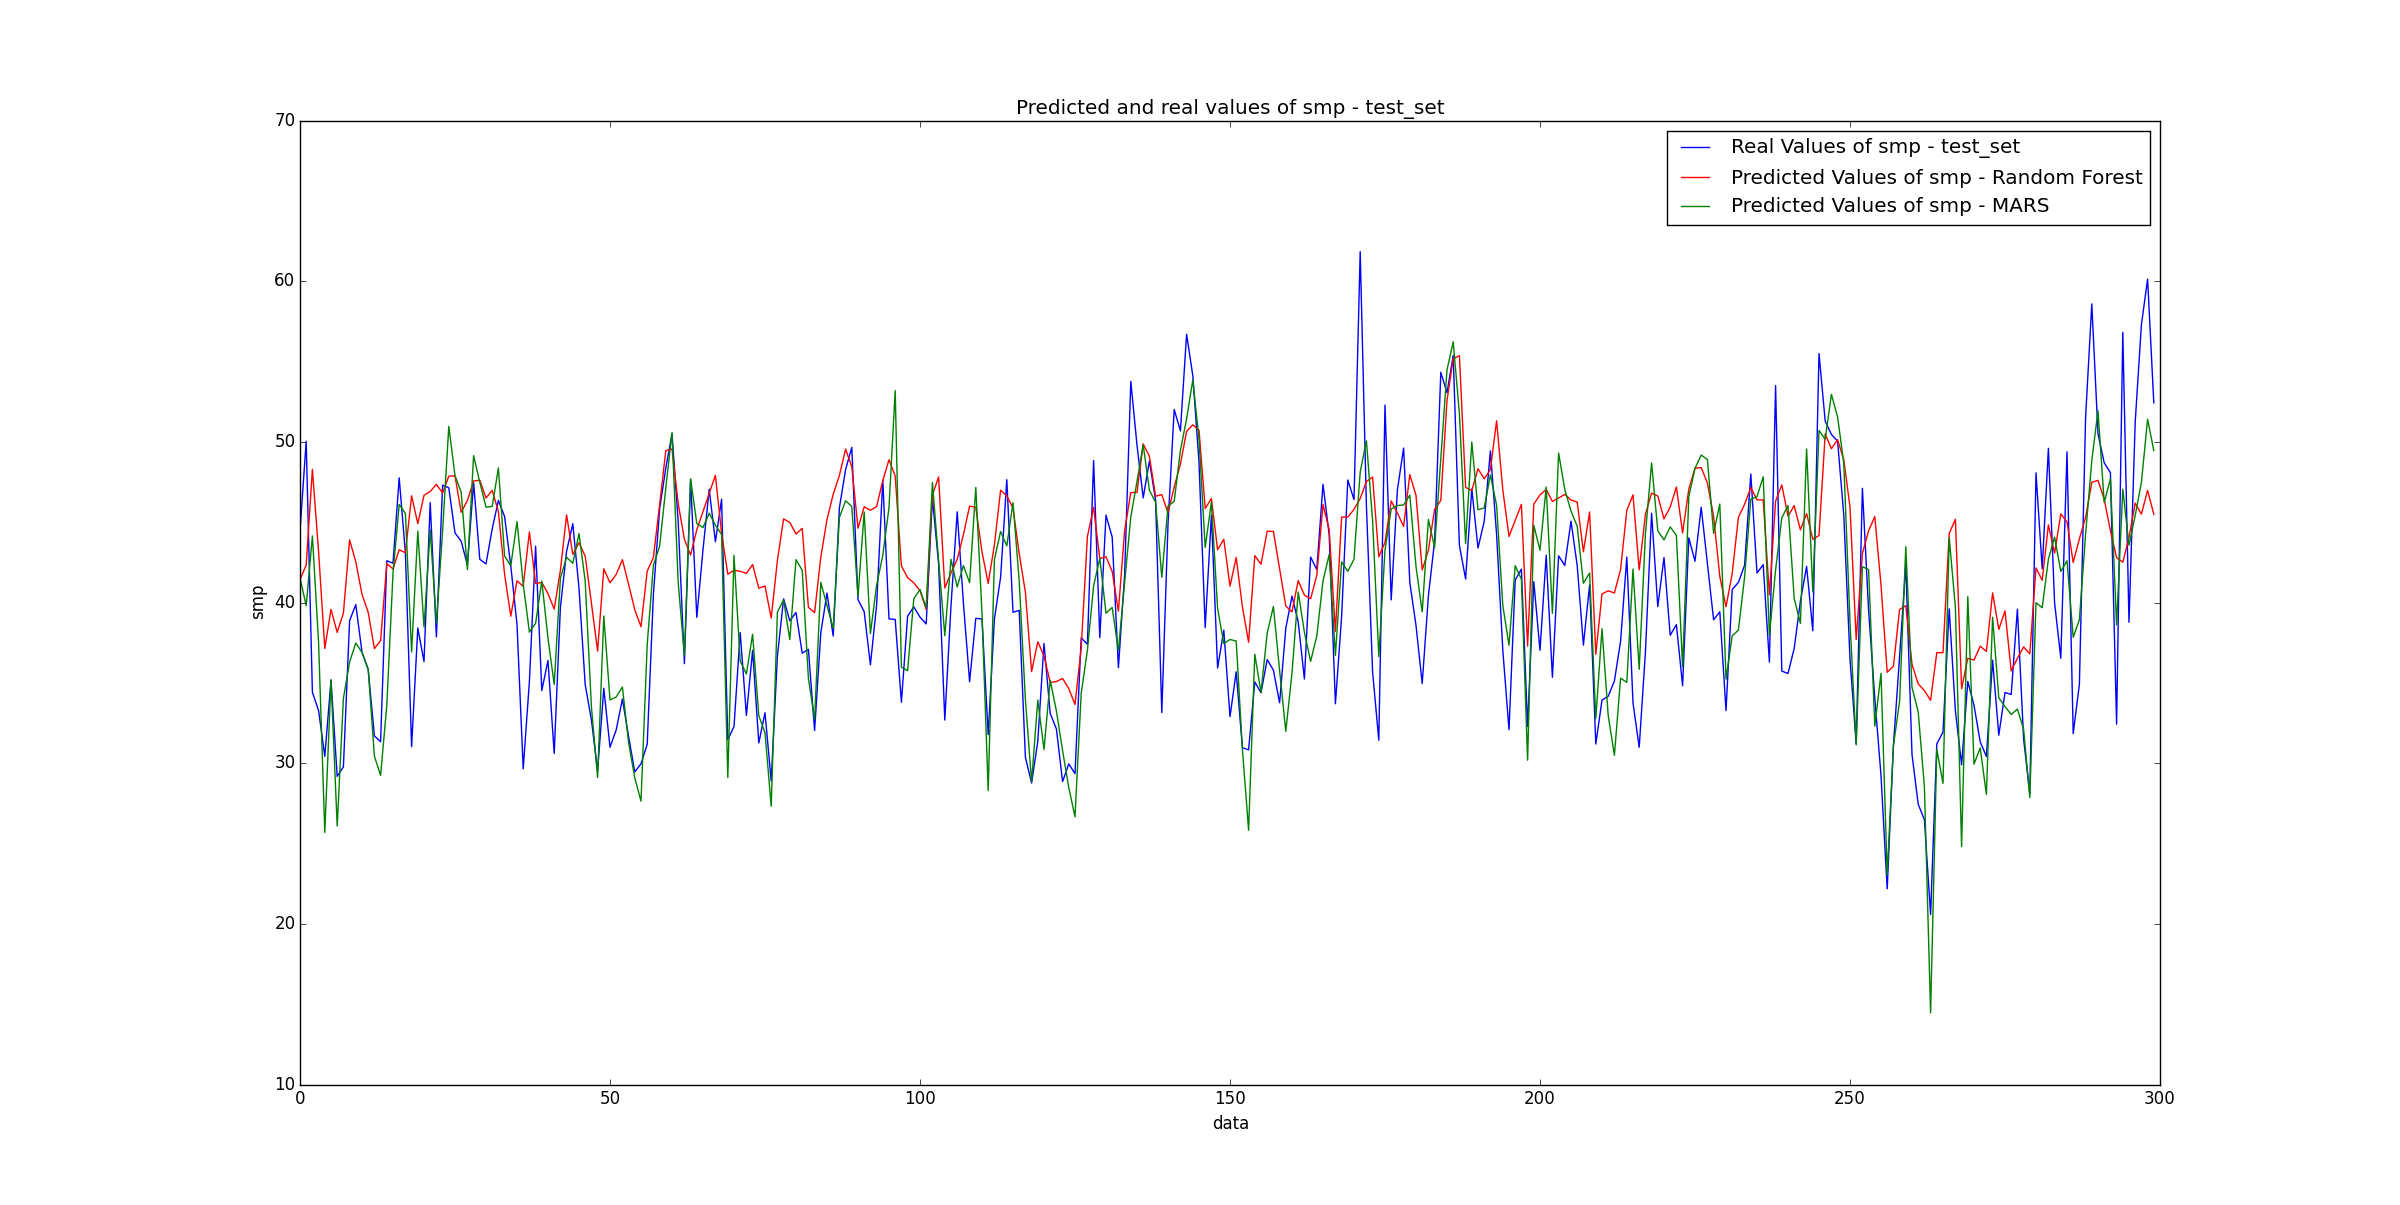 Predicted and real values of smp - test_set
70
Real Values of smp - test_set
Predicted Values of smp - Random Forest
Predicted Values of smp - MARS
60
50
40
smp
30
20
10
0 50 100 150 200 250 300
data